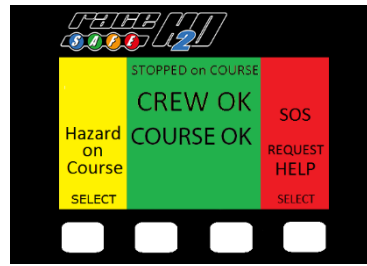 race H2O
SAFE
STOPPED on COURSE
CREW OK
COURSE OK
Hazard
on
Course
SELECT
SOS
REQUEST
HELP
SELECT